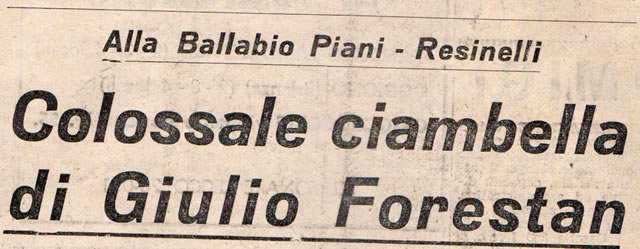 Alla Ballabio Piani - Resinelli
Colossale ciambella
di Giulio Forestan